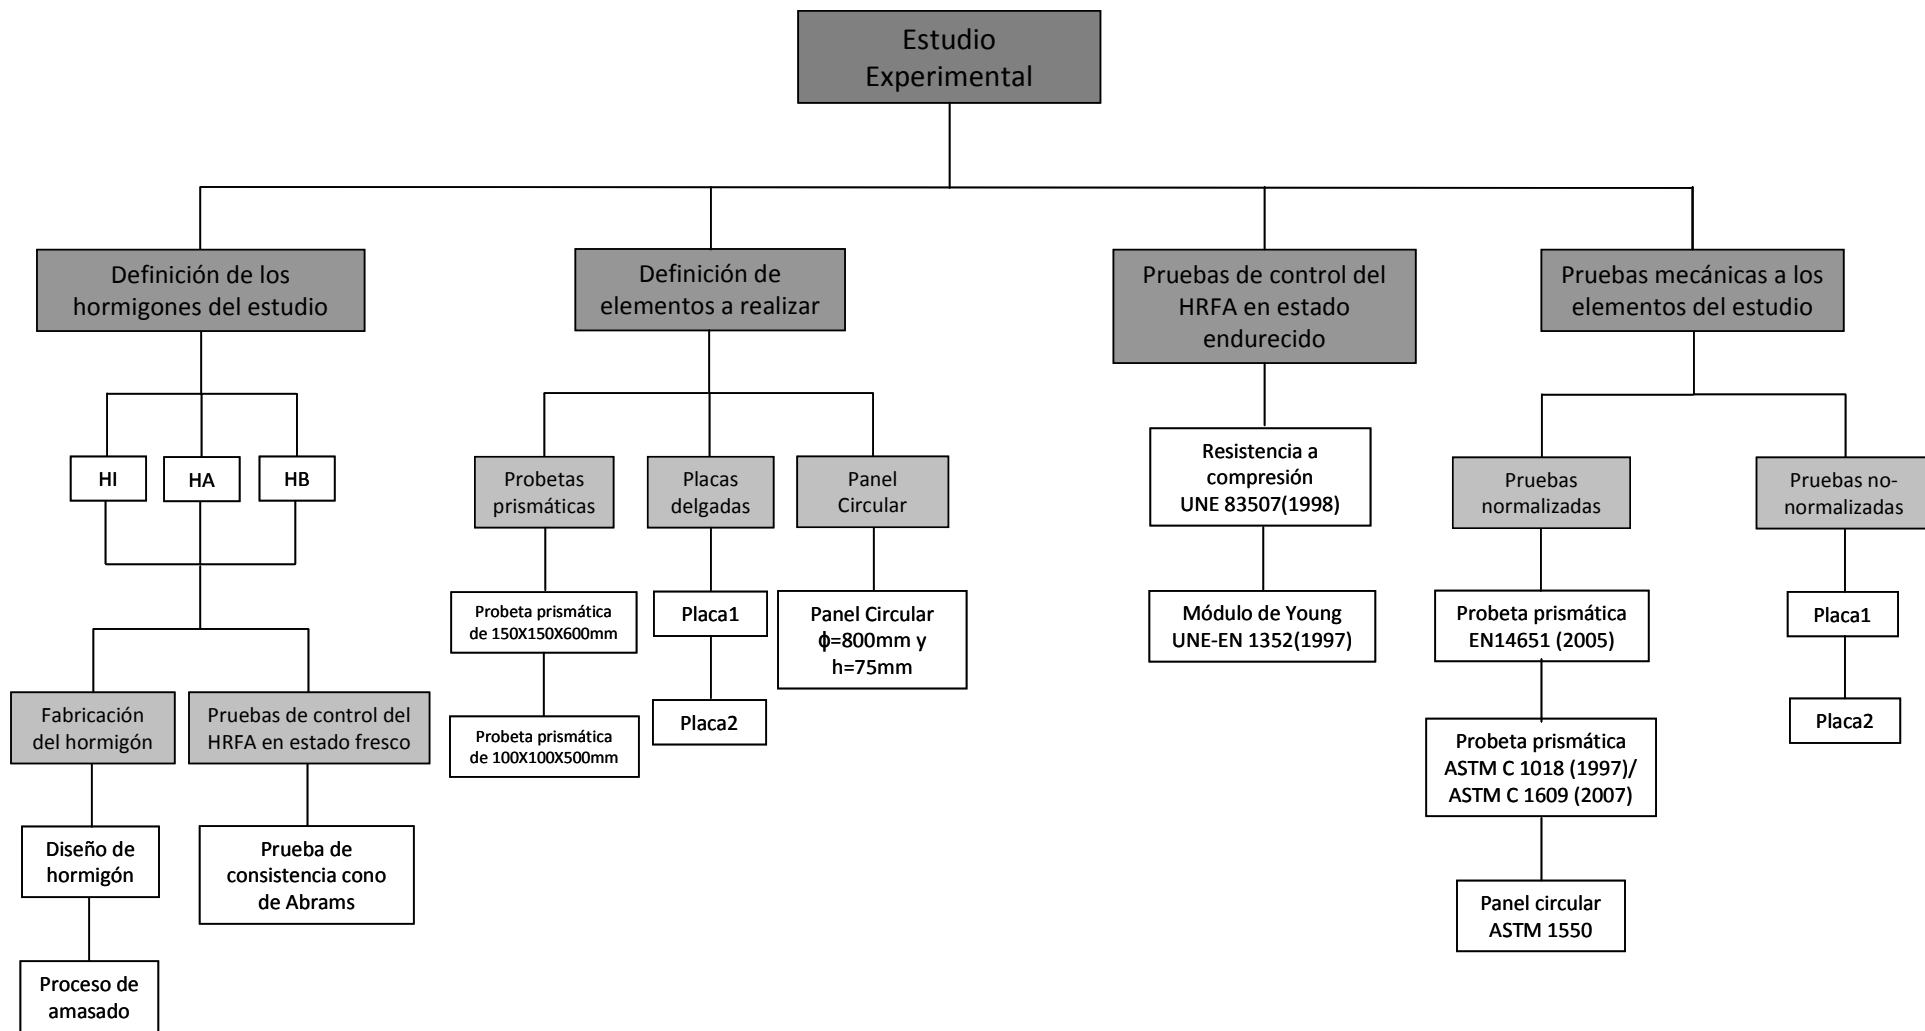 Estudio
Experimental
Definición de los
hormigones del estudio
Definición de
elementos a realizar
Pruebas de control del
HRFA en estado
endurecido
Pruebas mecánicas a los
elementos del estudio
HI
HA
HB
Probetas
prismáticas
Placas
delgadas
Panel
Circular
Resistencia a
compresión
UNE 83507(1998)
Pruebas
normalizadas
Pruebas no-
normalizadas
Probeta prismática
de 150X150X600mm
Placa1
Panel Circular
ϕ=800mm y
h=75mm
Módulo de Young
UNE-EN 1352(1997)
Probeta prismática
EN14651 (2005)
Placa1
Fabricación
del hormigón
Pruebas de control del
HRFA en estado fresco
Probeta prismática
de 100X100X500mm
Placa2
Probeta prismática
ASTM C 1018 (1997)/
ASTM C 1609 (2007)
Placa2
Diseño de
hormigón
Prueba de
consistencia cono
de Abrams
Panel circular
ASTM 1550
Proceso de
amasado